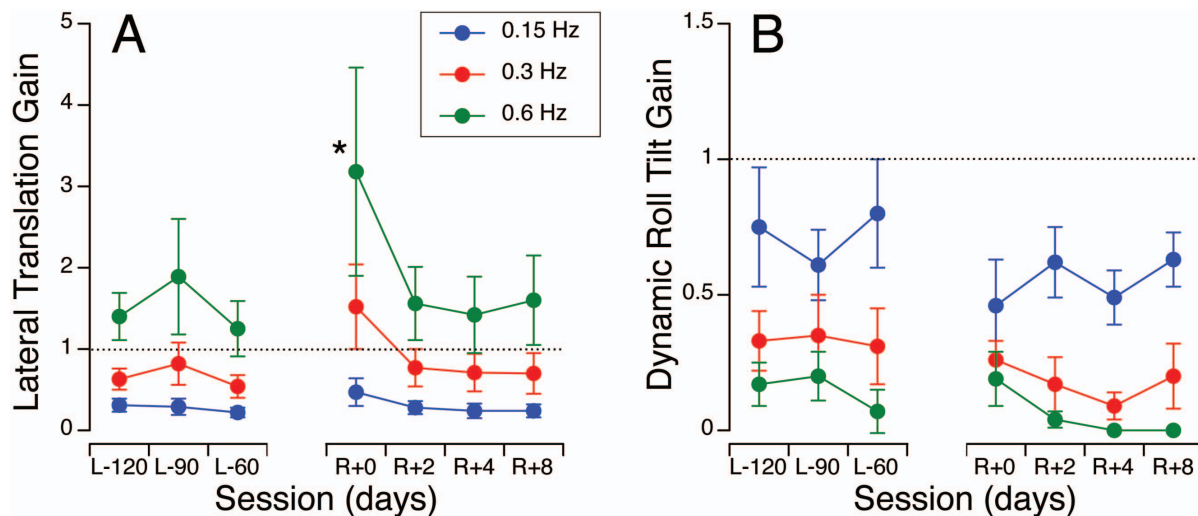 A
Lateral Translation Gain
5
4
3
2
1
0
0.15 Hz
0.3 Hz
0.6 Hz
*
L-120 L-90 L-60 R+0 R+2 R+4 R+8
Session (days)
B
Dynamic Roll Tilt Gain
1.5
1
0.5
0
L-120 L-90 L-60 R+0 R+2 R+4 R+8
Session (days)